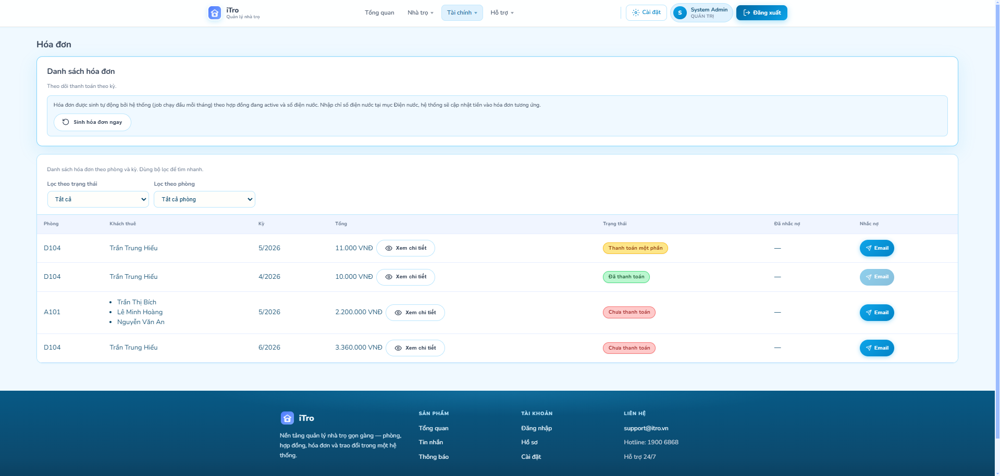 iTro
Quản lý nhà trọ
Tổng quan
Nhà trọ
Tài chính
Hỗ trợ
Cài đặt
S
System Admin
QUẢN TRỊ
Đăng xuất
Hóa đơn
Danh sách hóa đơn
Theo dõi thanh toán theo kỳ.
Hóa đơn được sinh tự động bởi hệ thống (job chạy đầu mỗi tháng) theo hợp đồng đang active và số điện nước. Nhập chỉ số điện nước tại mục Điện nước, hệ thống sẽ cập nhật tiền vào hóa đơn tương ứng.
Sinh hóa đơn ngay
Danh sách hóa đơn theo phòng và kỳ. Dùng bộ lọc để tìm nhanh.
Lọc theo trạng thái Lọc theo phòng
Tất cả Tất cả phòng
Phòng Khách thuê Kỳ Tổng Trạng thái Đã nhắc nợ Nhắc nợ
D104 Trần Trung Hiếu 5/2026 11.000 VNĐ Xem chi tiết Thanh toán một phần — Email
D104 Trần Trung Hiếu 4/2026 10.000 VNĐ Xem chi tiết Đã thanh toán — Email
A101 • Trần Thị Bích
• Lê Minh Hoàng
• Nguyễn Văn An
5/2026 2.200.000 VNĐ Xem chi tiết Chưa thanh toán — Email
D104 Trần Trung Hiếu 6/2026 3.360.000 VNĐ Xem chi tiết Chưa thanh toán — Email
iTro
Nền tảng quản lý nhà trọ gọn gàng — phòng,
hợp đồng, hóa đơn và trao đổi trong một hệ
thống.
SẢN PHẨM
Tổng quan
Tin nhắn
Thông báo
TÀI KHOẢN
Đăng nhập
Hồ sơ
Cài đặt
LIÊN HỆ
support@itro.vn
Hotline: 1900 6868
Hỗ trợ 24/7